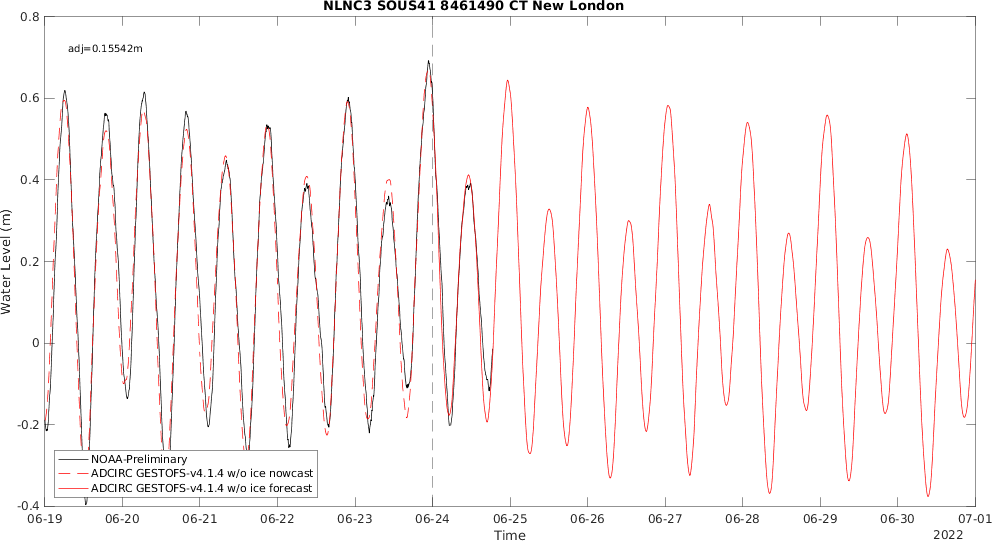 NLNC3 SOUS41 8461490 CT New London
adj=0.15542m
Water Level (m)
0.8
0.6
0.4
0.2
0
-0.2
-0.4
NOAA-Preliminary
ADCIRC GESTOFS-v4.1.4 w/o ice nowcast
ADCIRC GESTOFS-v4.1.4 w/o ice forecast
06-19 06-20 06-21 06-22 06-23 06-24 06-25 06-26 06-27 06-28 06-29 06-30 07-01
Time
2022